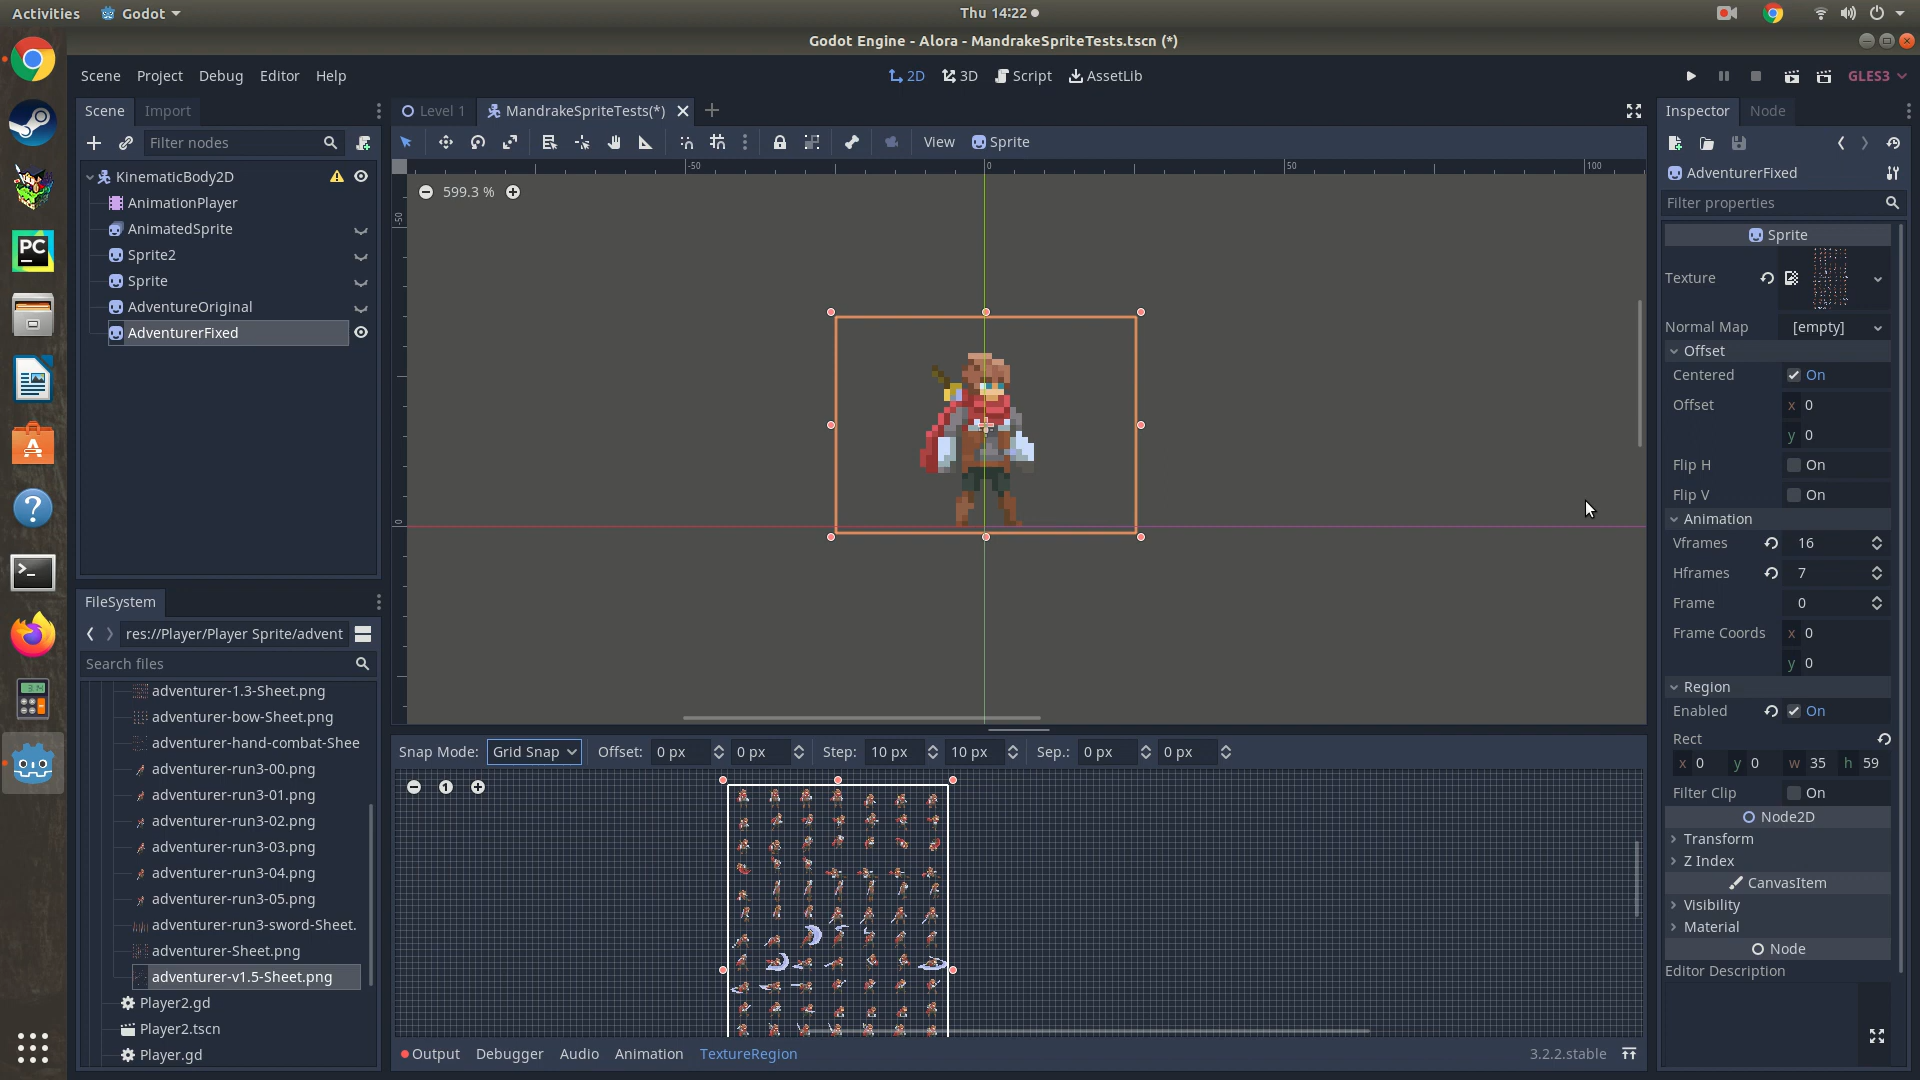 Activities
Godot
Thu 14:22
Godot Engine - Alora - MandrakeSpriteTests.tscn (*)
Scene Project Debug Editor Help
2D 3D Script AssetLib
GLES3
Scene Import
Level 1
MandrakeSpriteTests(*)
Inspector Node
Filter nodes
View Sprite
KinematicBody2D
AnimationPlayer
AnimatedSprite
Sprite2
Sprite
AdventureOriginal
AdventurerFixed
-50 0 50 100
-50
0
599.3 %
AdventurerFixed
Filter properties
Sprite
Texture
Normal Map [empty]
Offset
Centered On
Offset x 0
y 0
Flip H On
Flip V On
Animation
Vframes 16
Hframes 7
Frame 0
Frame Coords x 0
y 0
Region
Enabled On
Rect
x 0 y 0 w 35 h 59
Filter Clip On
Node2D
Transform
Z Index
CanvasItem
Visibility
Material
Node
Editor Description
FileSystem
res://Player/Player Sprite/advent
Search files
adventurer-1.3-Sheet.png
adventurer-bow-Sheet.png
adventurer-hand-combat-Shee
adventurer-run3-00.png
adventurer-run3-01.png
adventurer-run3-02.png
adventurer-run3-03.png
adventurer-run3-04.png
adventurer-run3-05.png
adventurer-run3-sword-Sheet.
adventurer-Sheet.png
adventurer-v1.5-Sheet.png
Player2.gd
Player2.tscn
Player.gd
Snap Mode: Grid Snap Offset: 0 px 0 px Step: 10 px 10 px Sep.: 0 px 0 px
1
Output Debugger Audio Animation TextureRegion
3.2.2.stable
PC